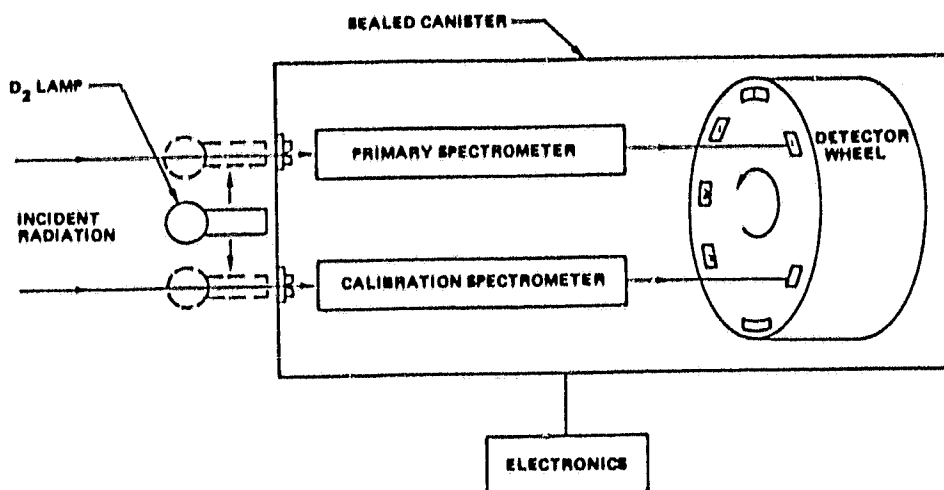 SEALED CANISTER
D2 LAMP
PRIMARY SPECTROMETER
DETECTOR
WHEEL
INCIDENT
RADIATION
CALIBRATION SPECTROMETER
ELECTRONICS